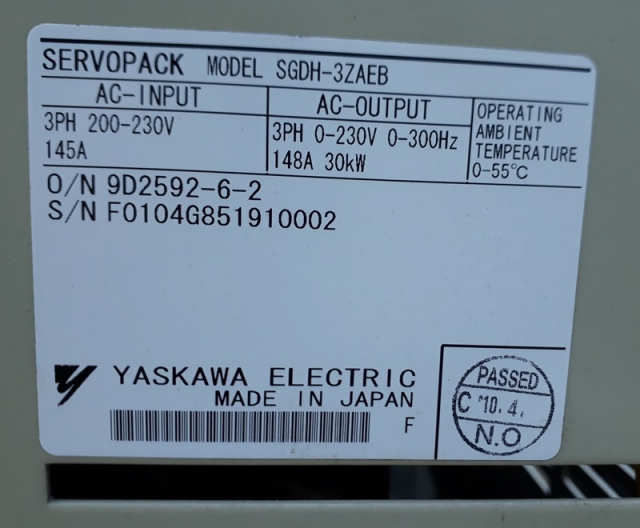 SERVOPACK MODEL SGDH-3ZAEB
AC-INPUT
3PH 200-230V
145A
AC-OUTPUT
3PH 0-230V 0-300Hz
148A 30kW
OPERATING
AMBIENT
TEMPERATURE
0-55℃
O/N 9D2592-6-2
S/N F0104G851910002
YASKAWA ELECTRIC
MADE IN JAPAN
F
PASSED
C '10.4.
N.O